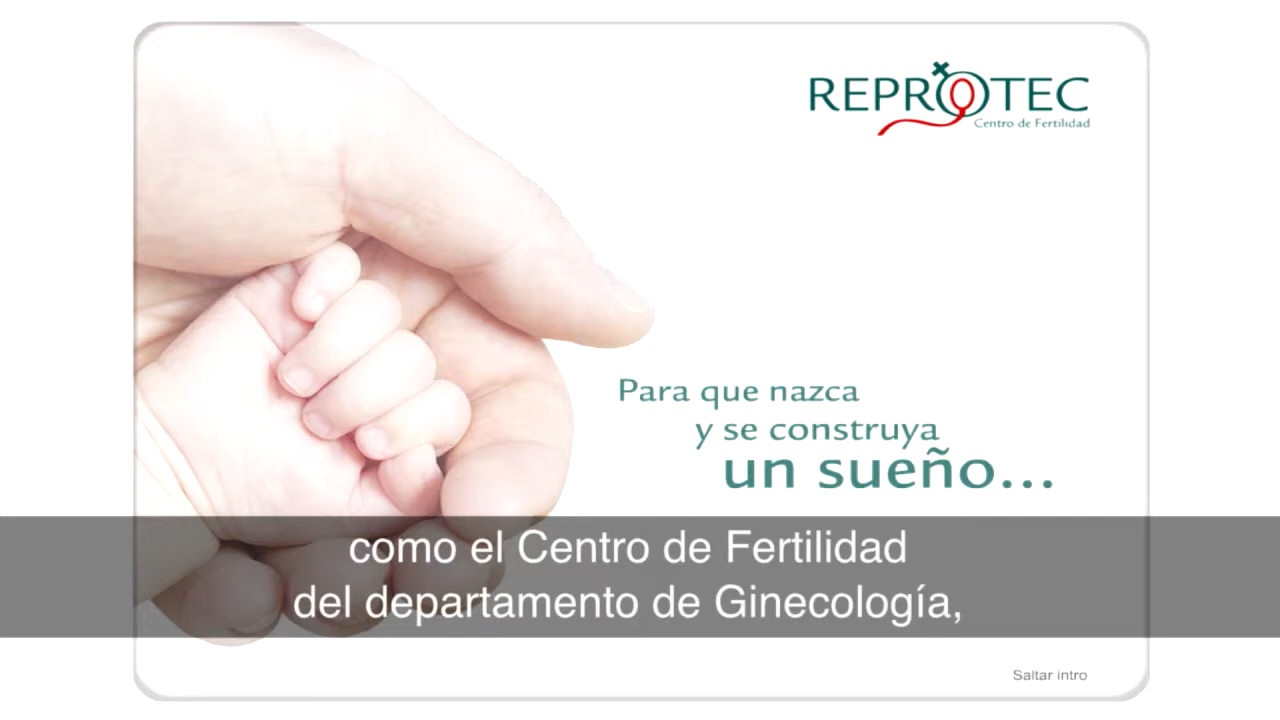 REPROTEC
Centro de Fertilidad
Para que nazca
y se construya
un sueño...
como el Centro de Fertilidad
del departamento de Ginecología,
Saltar intro